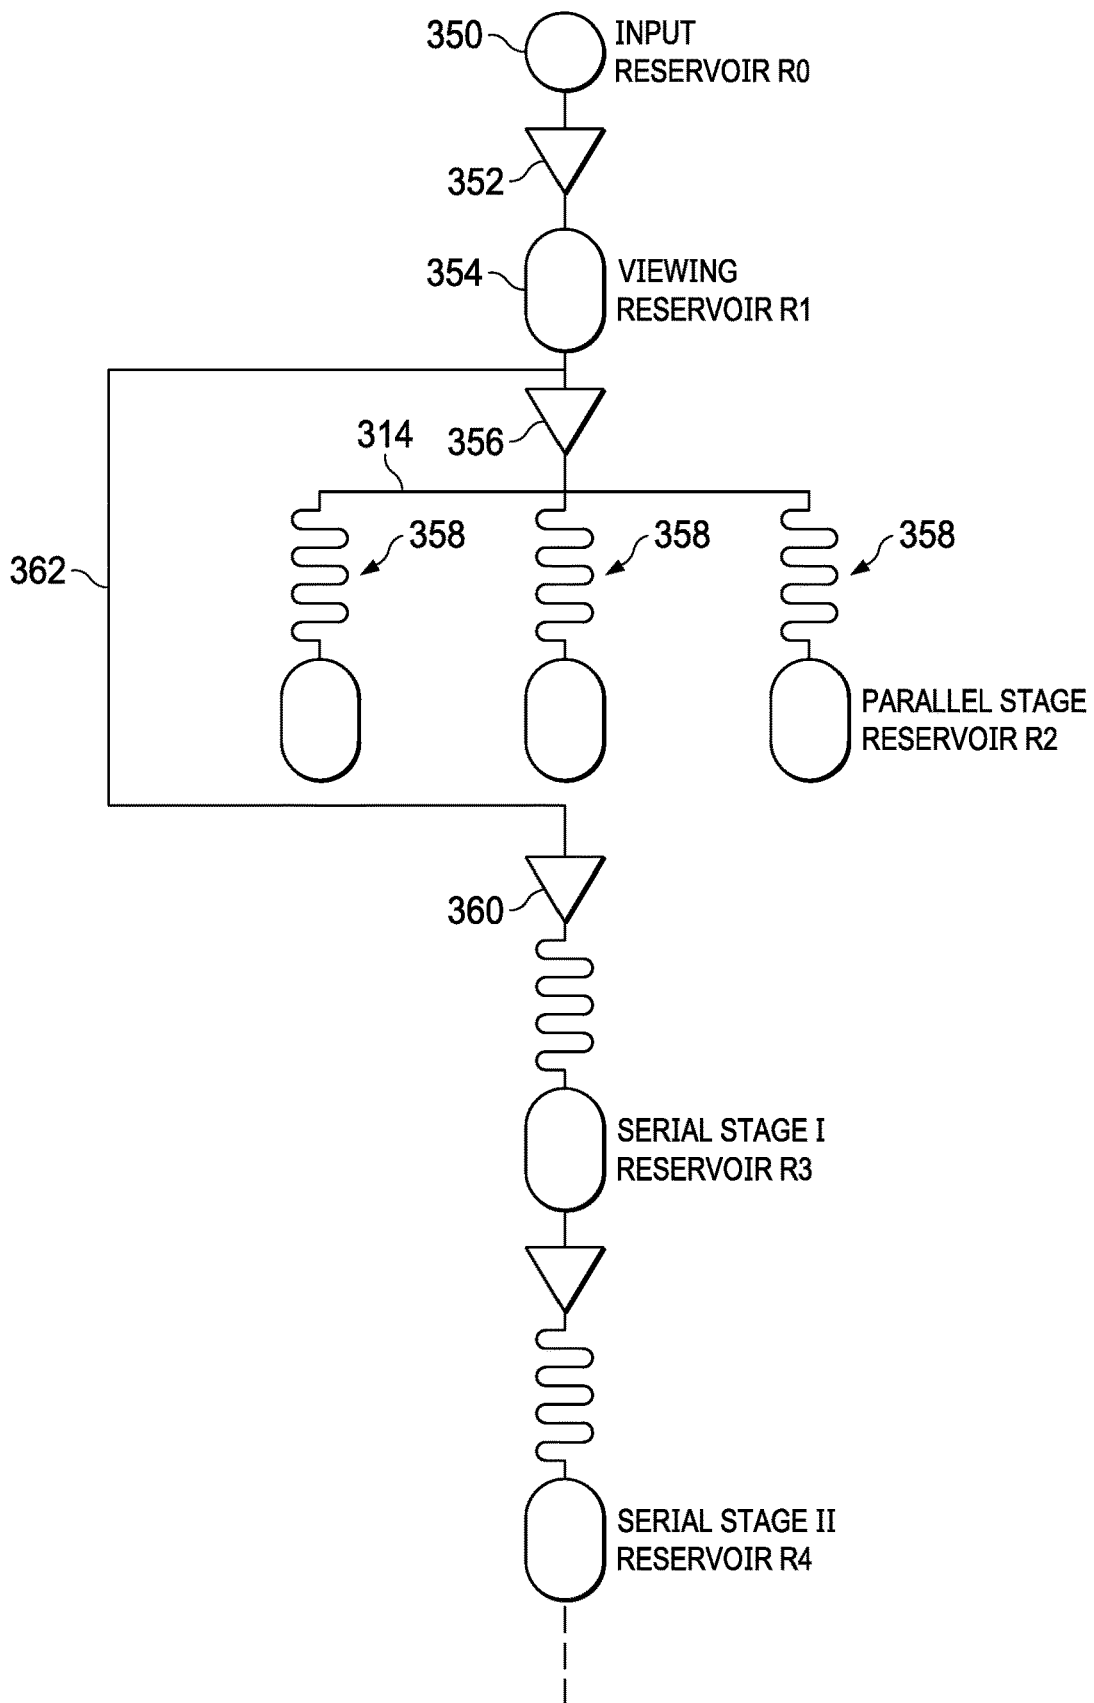 350
INPUT
RESERVOIR R0
352
354
VIEWING
RESERVOIR R1
356
314
358
358
358
362
PARALLEL STAGE
RESERVOIR R2
360
SERIAL STAGE I
RESERVOIR R3
SERIAL STAGE II
RESERVOIR R4